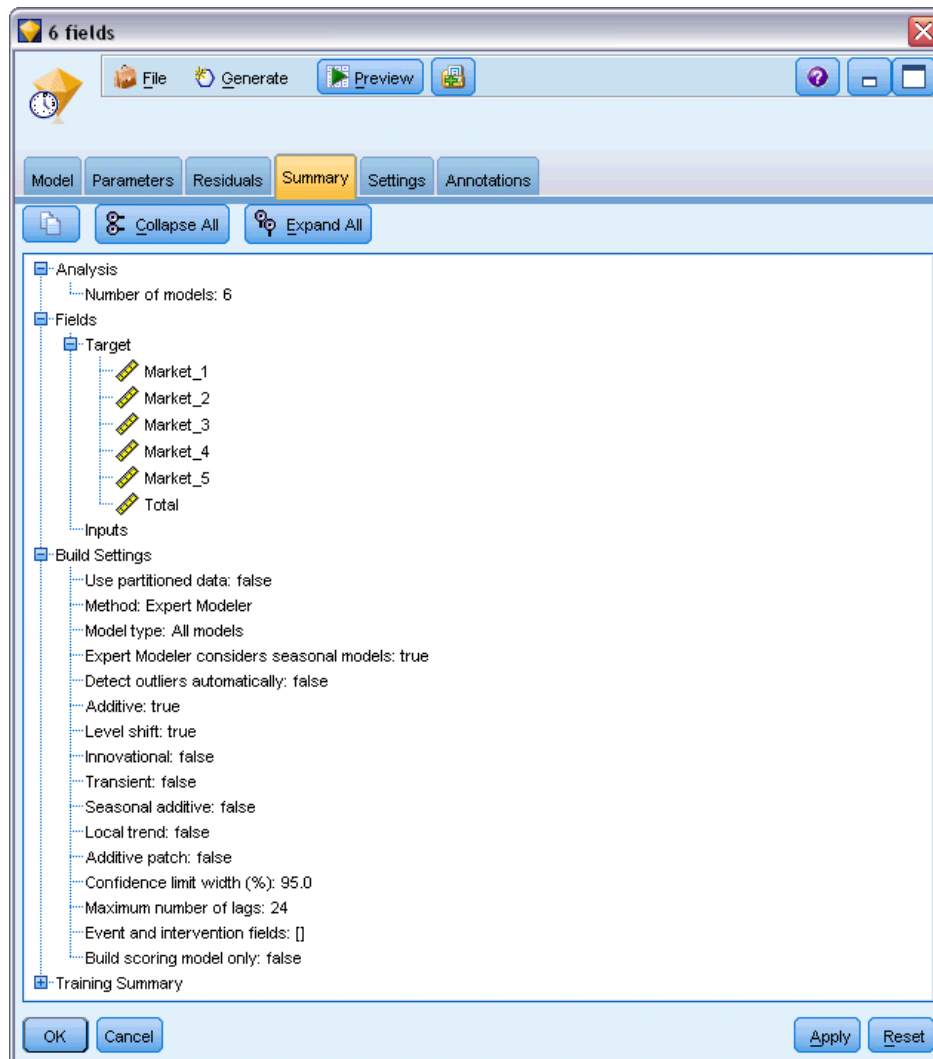 6 fields
File Generate Preview
Model Parameters Residuals Summary Settings Annotations
Collapse All Expand All
Analysis
Number of models: 6
Fields
Target
Market_1
Market_2
Market_3
Market_4
Market_5
Total
Inputs
Build Settings
Use partitioned data: false
Method: Expert Modeler
Model type: All models
Expert Modeler considers seasonal models: true
Detect outliers automatically: false
Additive: true
Level shift: true
Innovational: false
Transient: false
Seasonal additive: false
Local trend: false
Additive patch: false
Confidence limit width (%): 95.0
Maximum number of lags: 24
Event and intervention fields: []
Build scoring model only: false
Training Summary
OK Cancel Apply Reset